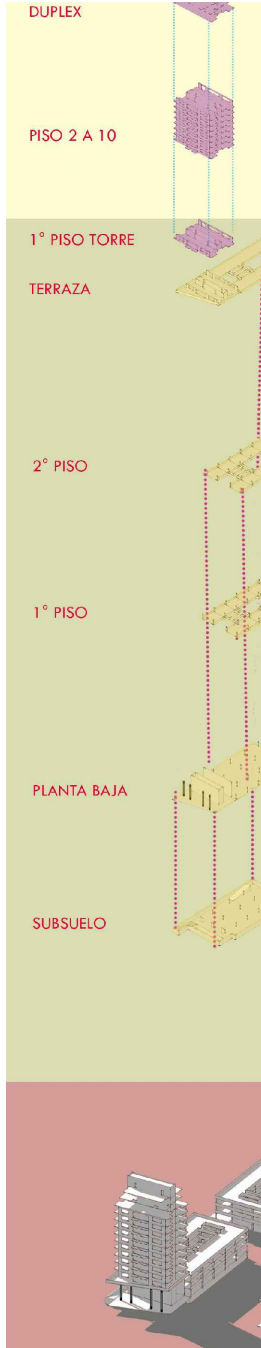 DUPLEX
PISO 2 A 10
1° PISO TORRE
TERRAZA
2° PISO
1° PISO
PLANTA BAJA
SUBSUELO